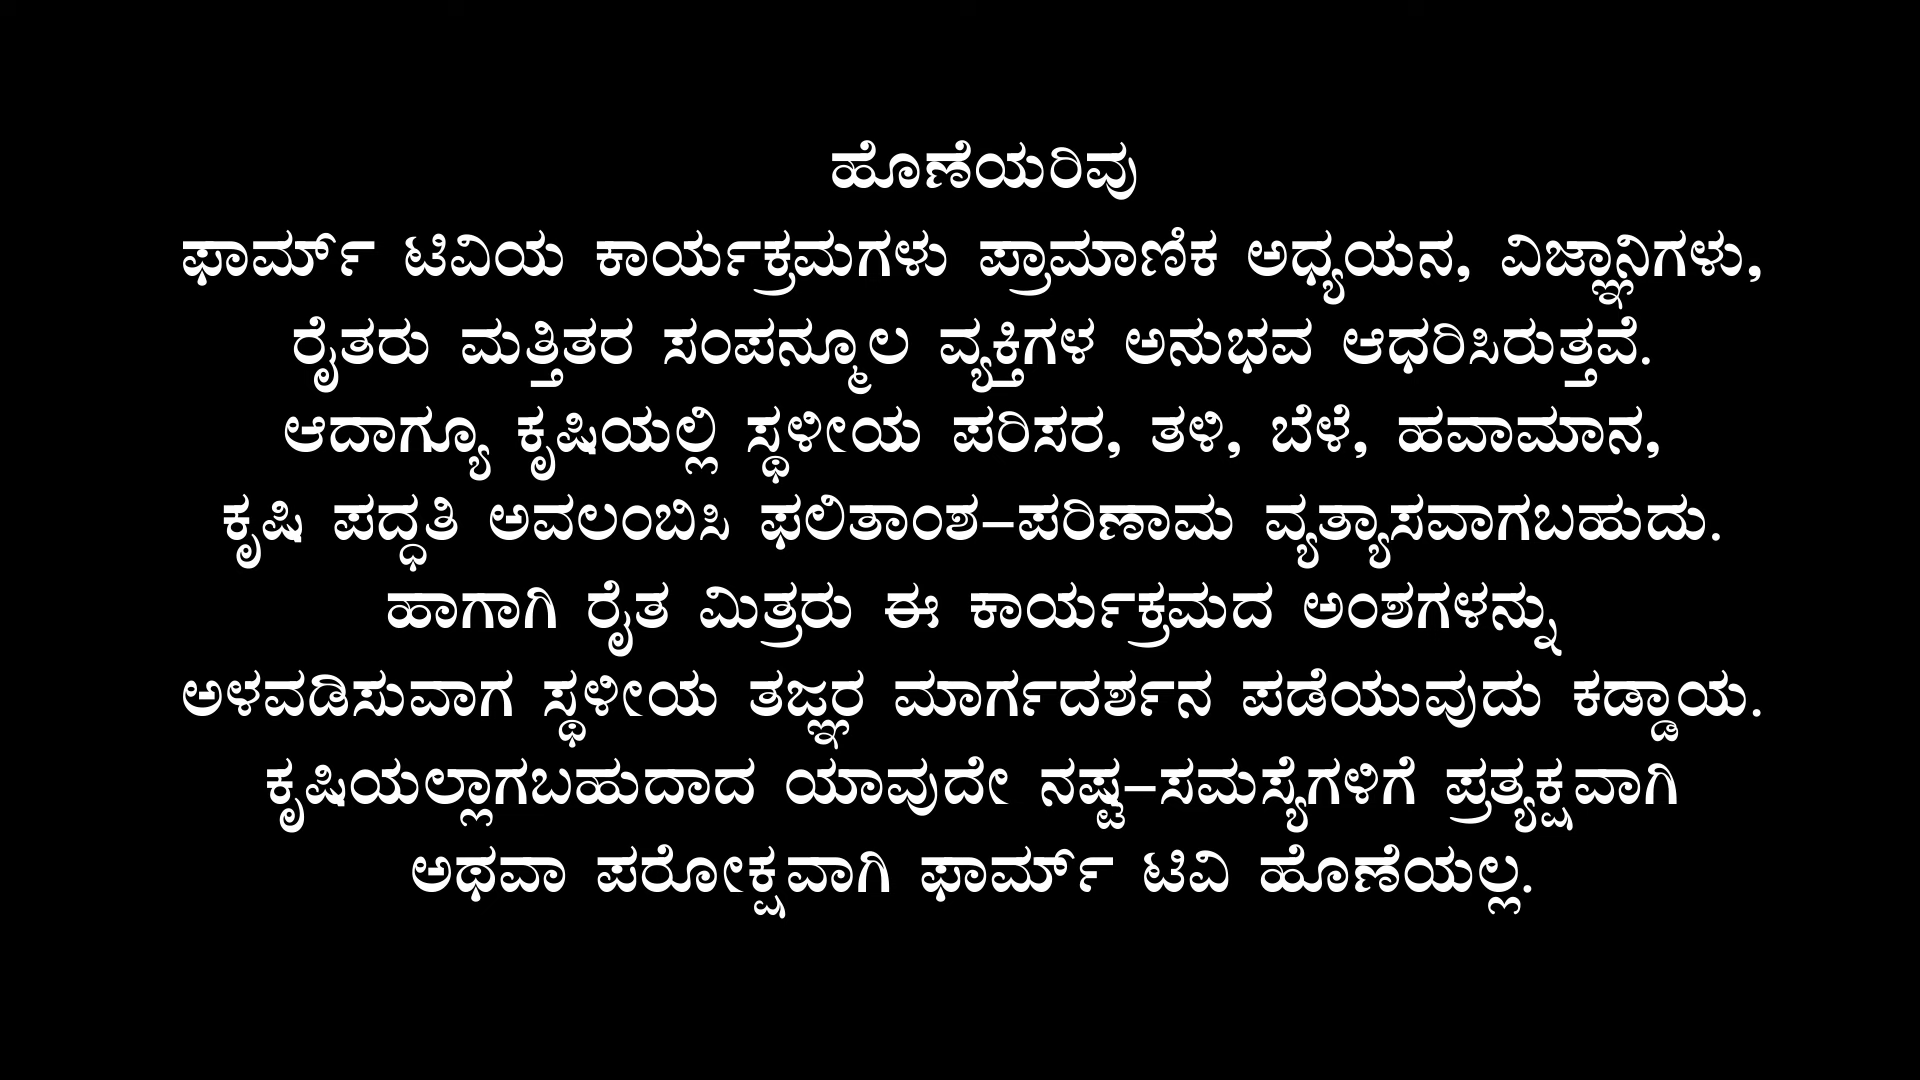 ಹೊಣೆಯರಿವು
ಫಾರ್ಮ್ ಟಿವಿಯ ಕಾರ್ಯಕ್ರಮಗಳು ಪ್ರಾಮಾಣಿಕ ಅಧ್ಯಯನ, ವಿಜ್ಞಾನಿಗಳು,
ರೈತರು ಮತ್ತಿತರ ಸಂಪನ್ಮೂಲ ವ್ಯಕ್ತಿಗಳ ಅನುಭವ ಆಧರಿಸಿರುತ್ತವೆ.
ಆದಾಗ್ಯೂ ಕೃಷಿಯಲ್ಲಿ ಸ್ಥಳೀಯ ಪರಿಸರ, ತಳಿ, ಬೆಳೆ, ಹವಾಮಾನ,
ಕೃಷಿ ಪದ್ಧತಿ ಅವಲಂಬಿಸಿ ಫಲಿತಾಂಶ-ಪರಿಣಾಮ ವ್ಯತ್ಯಾಸವಾಗಬಹುದು.
ಹಾಗಾಗಿ ರೈತ ಮಿತ್ರರು ಈ ಕಾರ್ಯಕ್ರಮದ ಅಂಶಗಳನ್ನು
ಅಳವಡಿಸುವಾಗ ಸ್ಥಳೀಯ ತಜ್ಞರ ಮಾರ್ಗದರ್ಶನ ಪಡೆಯುವುದು ಕಡ್ಡಾಯ.
ಕೃಷಿಯಲ್ಲಾಗಬಹುದಾದ ಯಾವುದೇ ನಷ್ಟ-ಸಮಸ್ಯೆಗಳಿಗೆ ಪ್ರತ್ಯಕ್ಷವಾಗಿ
ಅಥವಾ ಪರೋಕ್ಷವಾಗಿ ಫಾರ್ಮ್ ಟಿವಿ ಹೊಣೆಯಲ್ಲ.